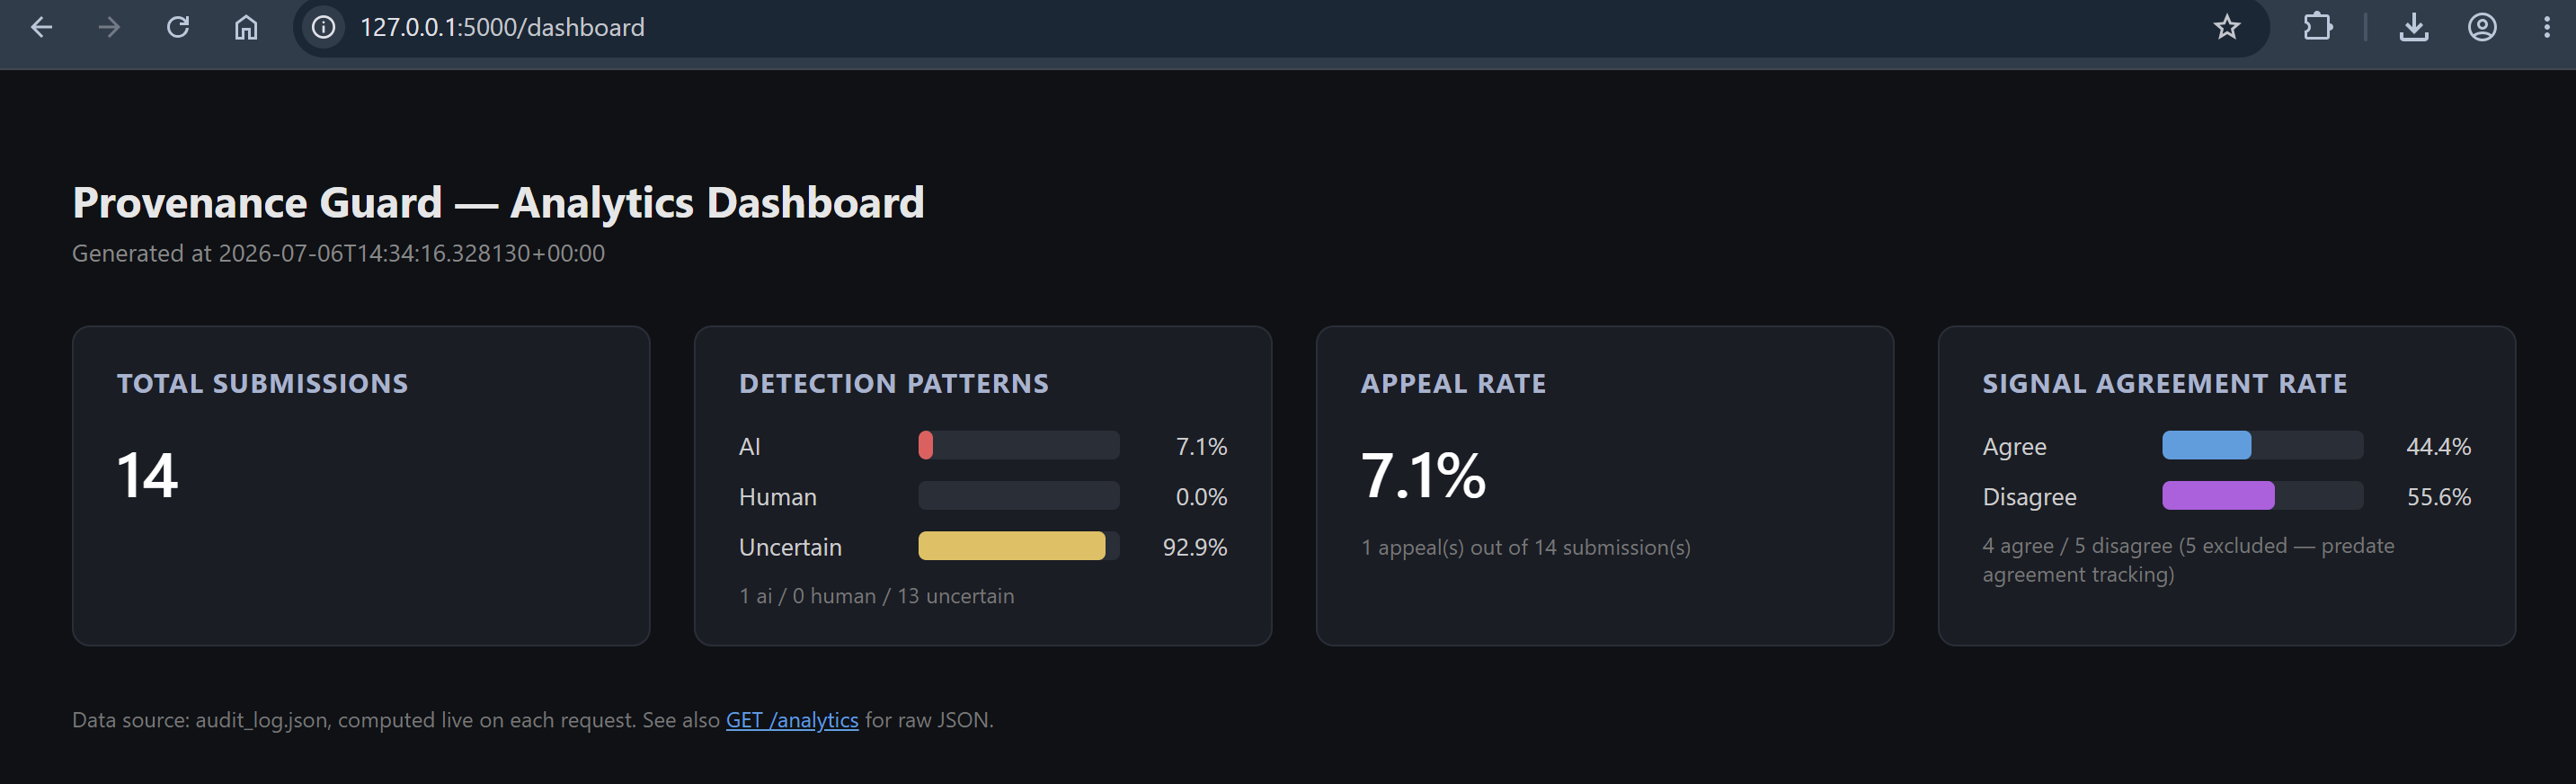 127.0.0.1:5000/dashboard
Provenance Guard — Analytics Dashboard
Generated at 2026-07-06T14:34:16.328130+00:00
TOTAL SUBMISSIONS
14
DETECTION PATTERNS
AI 7.1%
Human 0.0%
Uncertain 92.9%
1 ai / 0 human / 13 uncertain
APPEAL RATE
7.1%
1 appeal(s) out of 14 submission(s)
SIGNAL AGREEMENT RATE
Agree 44.4%
Disagree 55.6%
4 agree / 5 disagree (5 excluded — predate
agreement tracking)
Data source: audit_log.json, computed live on each request. See also GET /analytics for raw JSON.